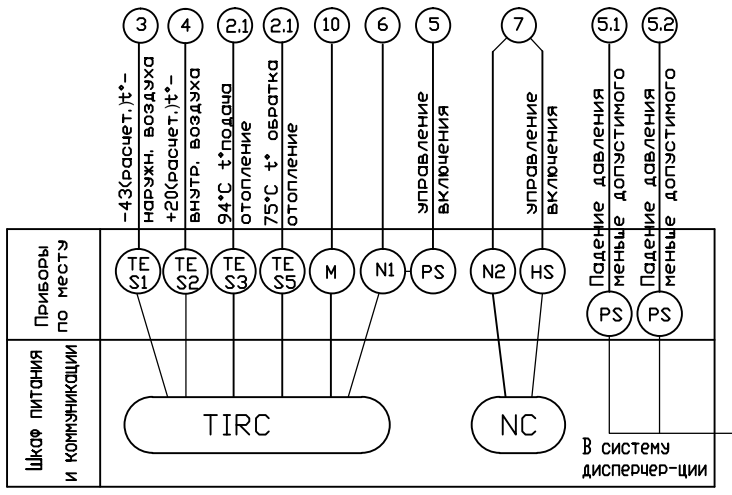 3 4 2.1 2.1 10 6 5 7 5.1 5.2
-43(расчет.)t°-
наружн. воздуха
+20(расчет.)t°-
внутр. воздуха
94°C t°подача
отопление
75°C t° обратка
отопление
управление
включения
управление
включения
Падение давления
меньше допустимого
Падение давления
меньше допустимого
Приборы
по месту
TE
S1
TE
S2
TE
S3
TE
S5
M
N1
PS
N2
HS
PS
PS
Шкаф питания
и коммуникации
TIRC
NC
В систему
дисперчер-ции